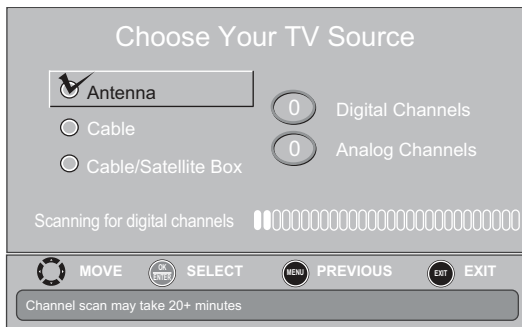 Choose Your TV Source
Antenna
Cable
Cable/Satellite Box
0 Digital Channels
0 Analog Channels
Scanning for digital channels
MOVE OK ENTER SELECT MENU PREVIOUS EXIT EXIT
Channel scan may take 20+ minutes